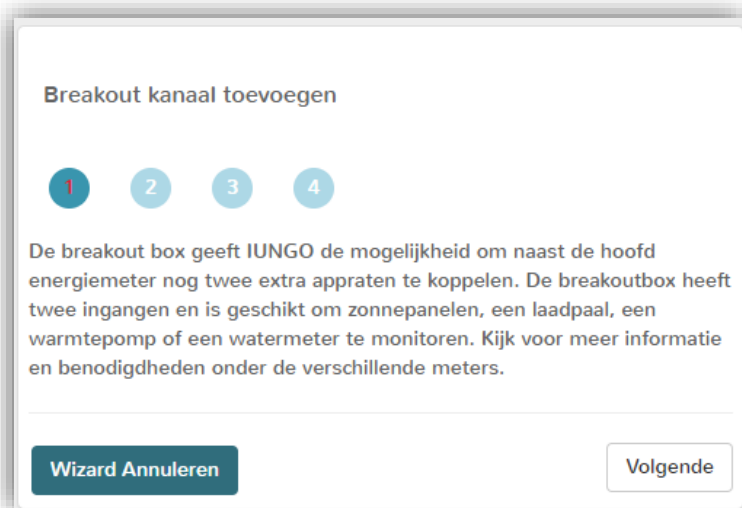 Breakout kanaal toevoegen
1 2 3 4
De breakout box geeft IUNGO de mogelijkheid om naast de hoofd
energiemeter nog twee extra appraten te koppelen. De breakoutbox heeft
twee ingangen en is geschikt om zonnepanelen, een laadpaal, een
warmtepomp of een watermeter te monitoren. Kijk voor meer informatie
en benodigdheden onder de verschillende meters.
Wizard Annuleren Volgende